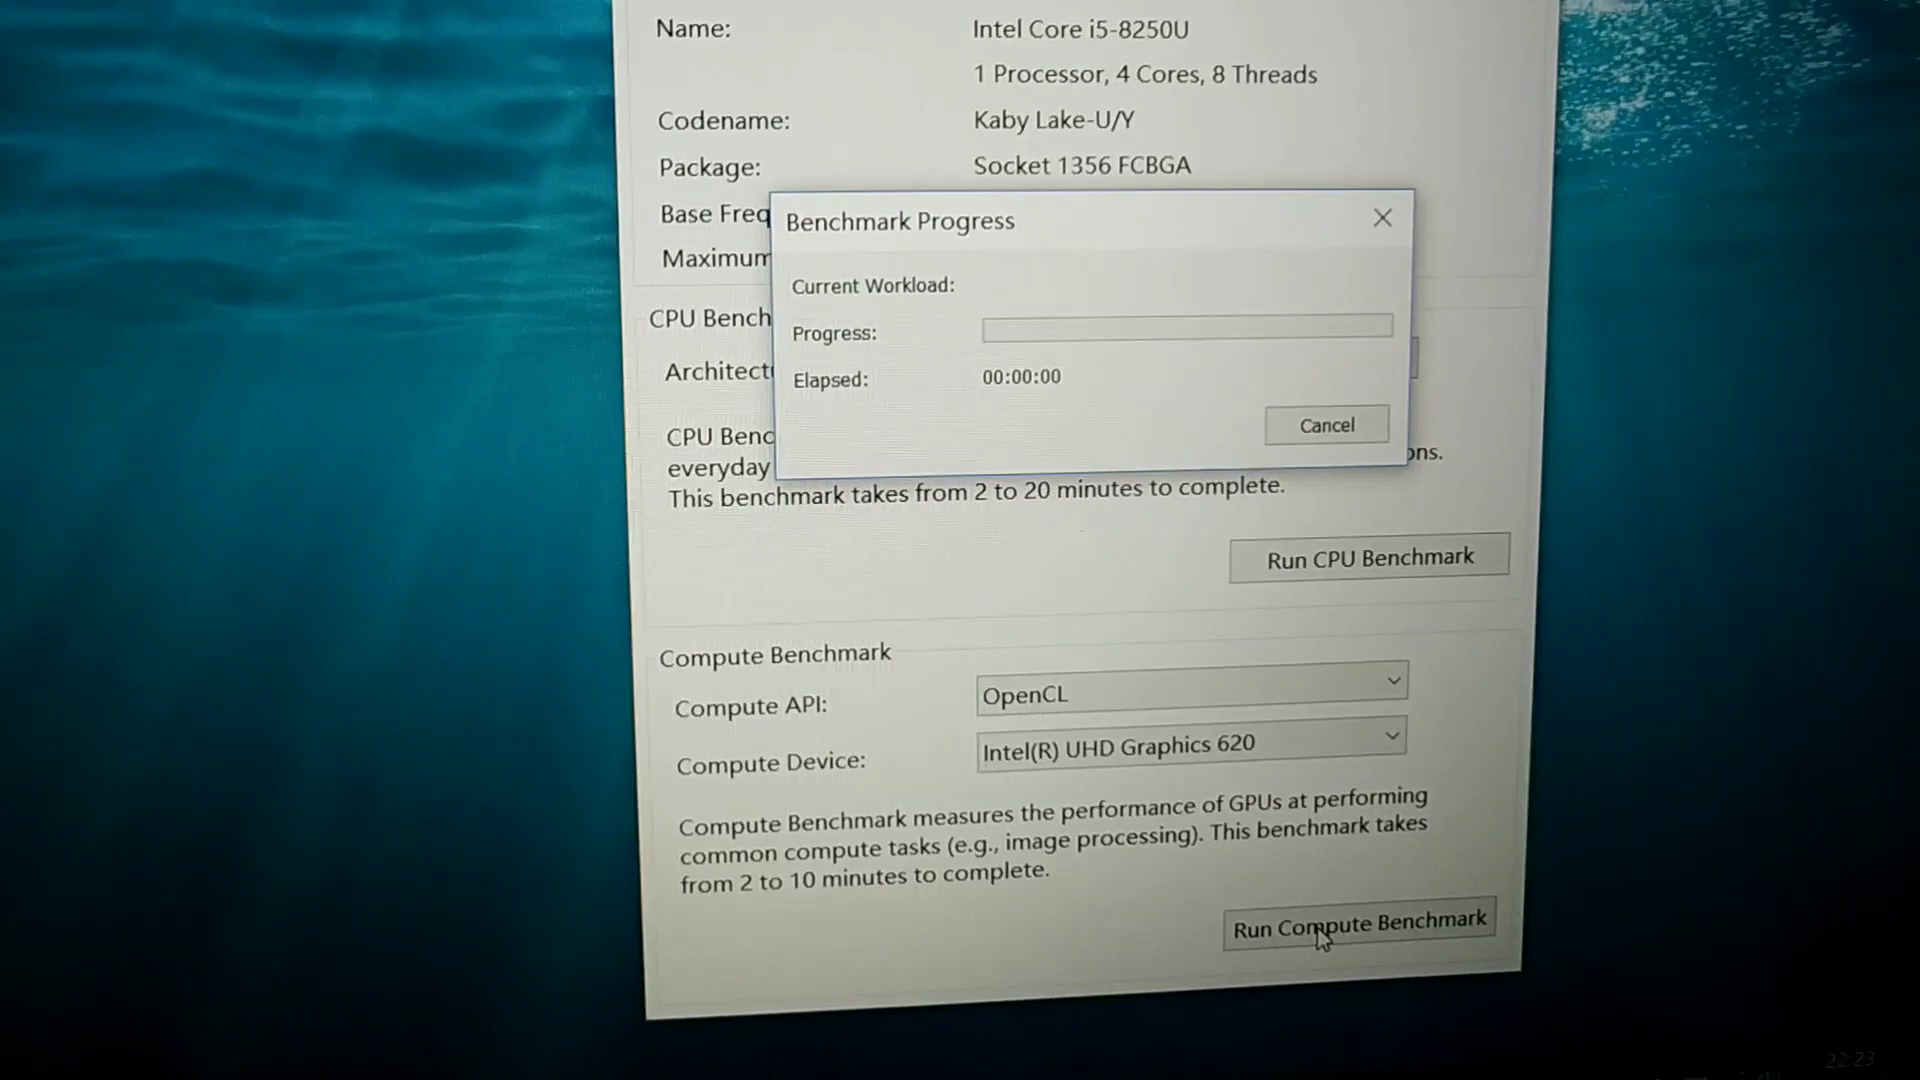 Name: Intel Core i5-8250U
1 Processor, 4 Cores, 8 Threads
Codename: Kaby Lake-U/Y
Package: Socket 1356 FCBGA
Base Freq
Maximum
Benchmark Progress
Current Workload:
Progress:
Elapsed: 00:00:00
Cancel
CPU Bench
Architect
CPU Benc
everyday ons.
This benchmark takes from 2 to 20 minutes to complete.
Run CPU Benchmark
Compute Benchmark
Compute API: OpenCL
Compute Device: Intel(R) UHD Graphics 620
Compute Benchmark measures the performance of GPUs at performing
common compute tasks (e.g., image processing). This benchmark takes
from 2 to 10 minutes to complete.
Run Compute Benchmark
22:23